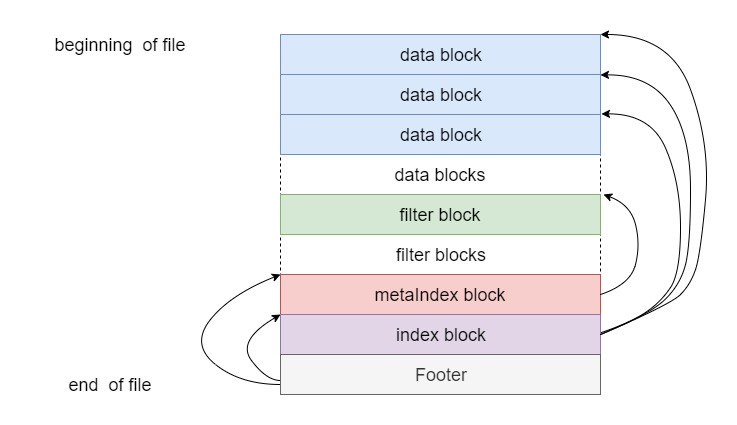 beginning  of file
data block
data block
data block
data blocks
filter block
filter blocks
metaIndex block
index block
Footer
end  of file